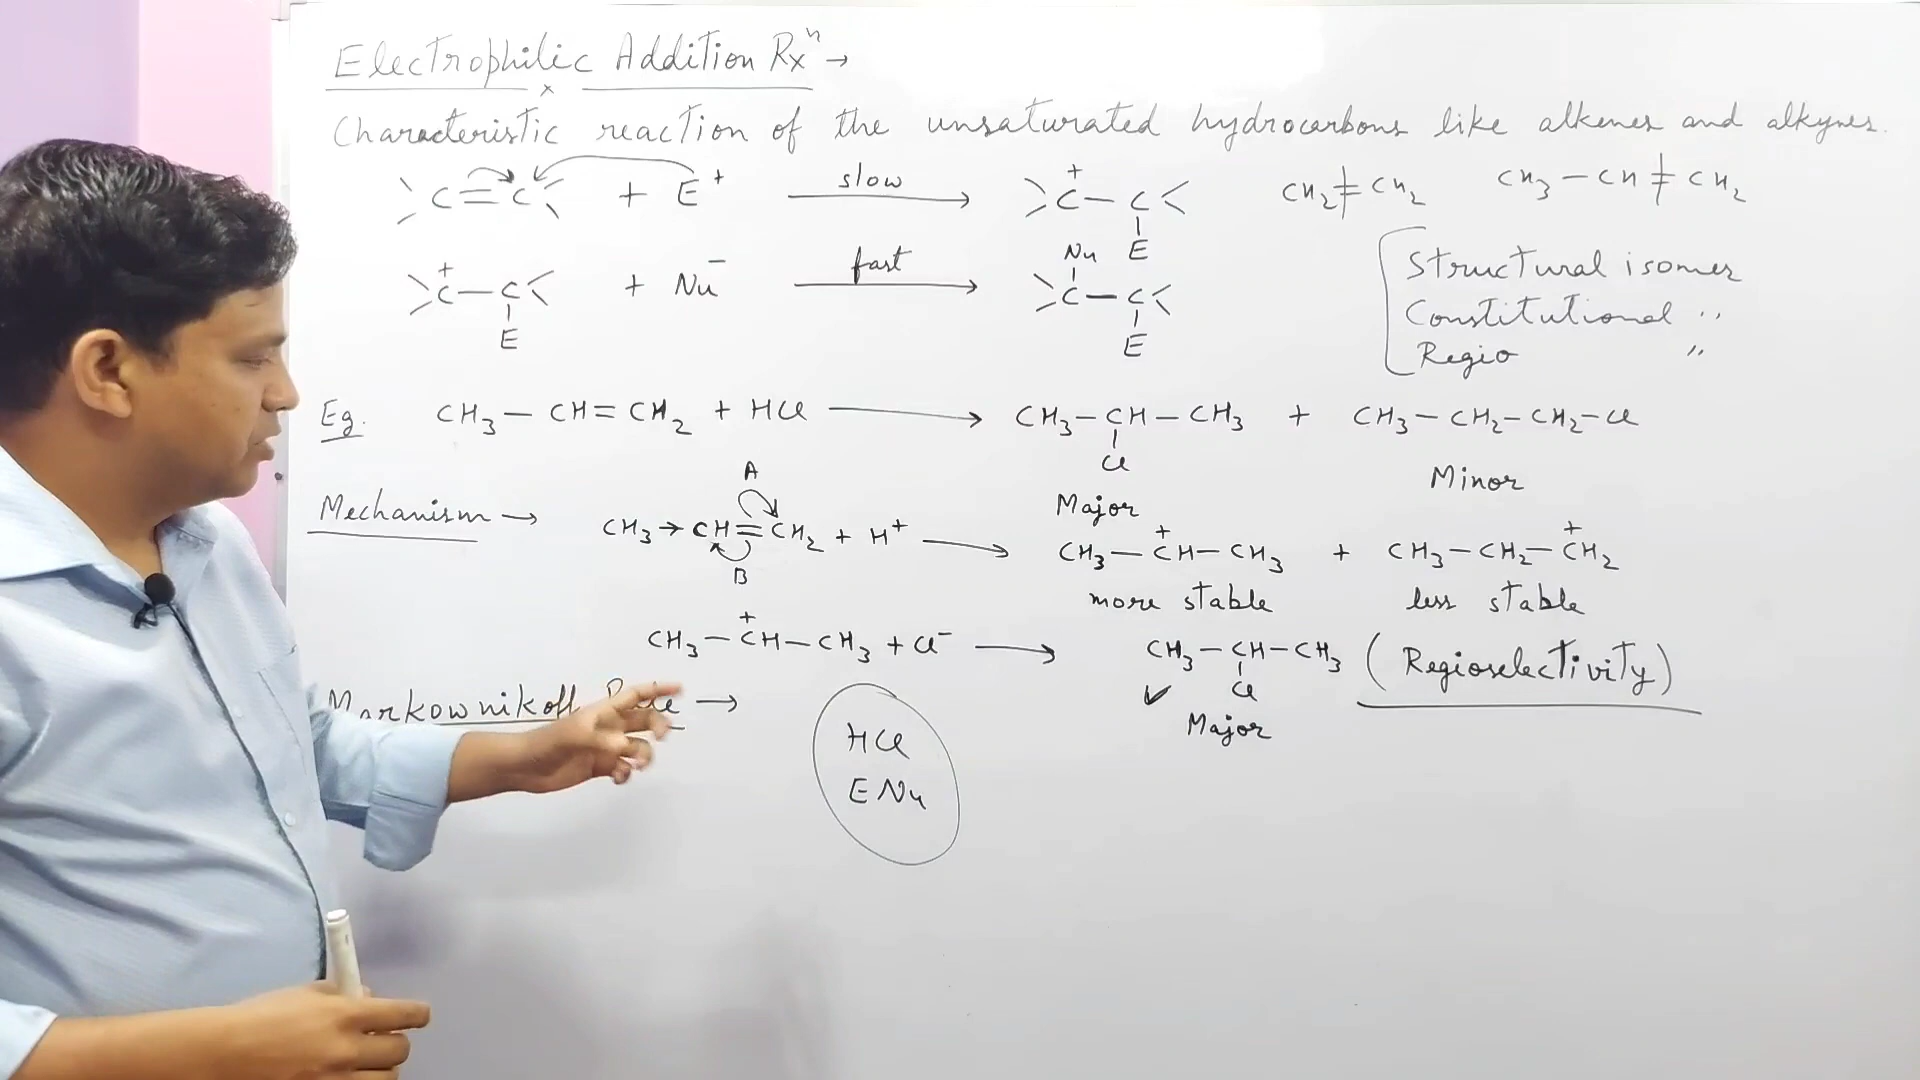 Electrophilic Addition Rxⁿ →
Characteristic reaction of the unsaturated hydrocarbons like alkenes and alkynes.
C=C + E⁺ slow → C⁺—C E
CH₂=CH₂ CH₃—CH=CH₂
C⁺—C E + Nu⁻ fast → Nu C—C E
Structural isomer
Constitutional ,,
Regio ,,
Eg. CH₃—CH=CH₂ + HCl → CH₃—CH—CH₃ + CH₃—CH₂—CH₂—Cl
Cl
Major Minor
Mechanism → CH₃→CH=CH₂ + H⁺ → CH₃—C⁺H—CH₃ + CH₃—CH₂—C⁺H₂
A
B
more stable less stable
CH₃—C⁺H—CH₃ + Cl⁻ → CH₃—CH—CH₃ (Regioselectivity)
Cl
✓ Major
Markownikoff →
HCl
E Nu